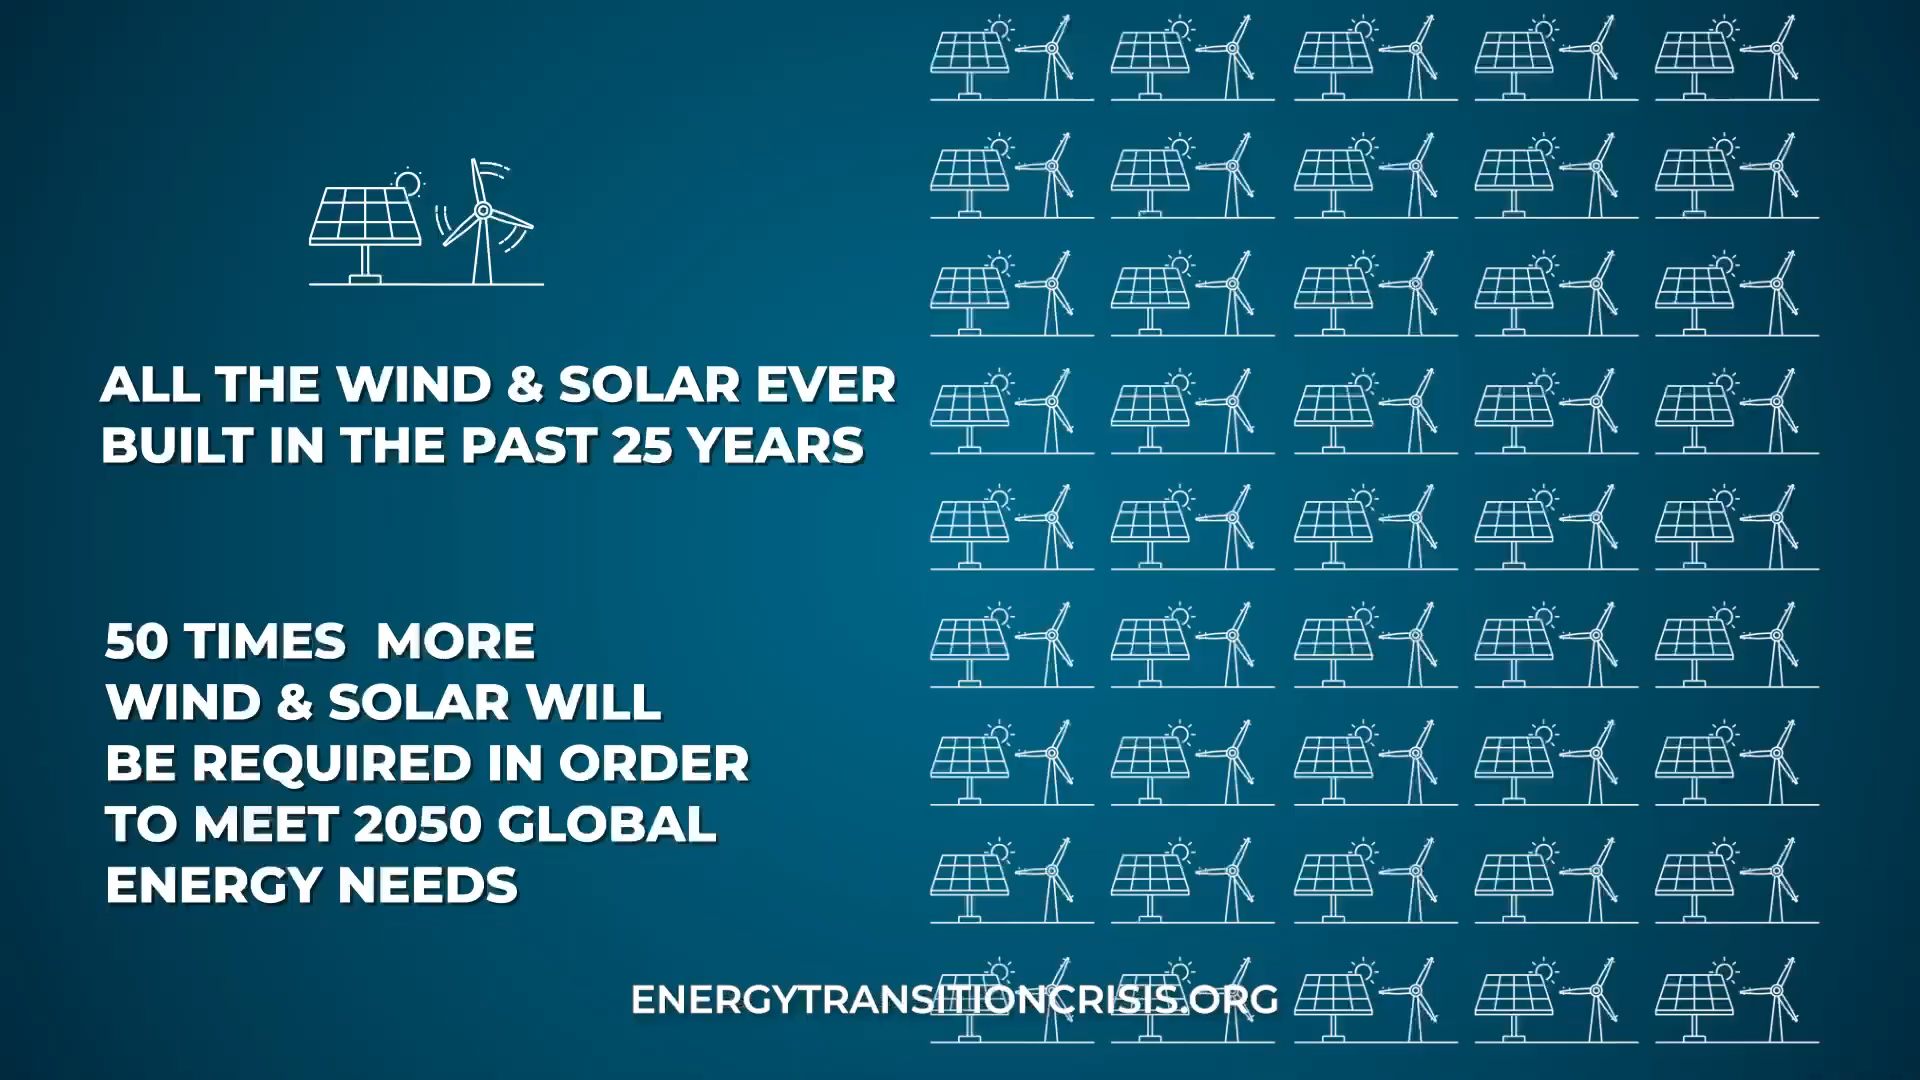 ALL THE WIND & SOLAR EVER
BUILT IN THE PAST 25 YEARS
50 TIMES  MORE
WIND & SOLAR WILL
BE REQUIRED IN ORDER
TO MEET 2050 GLOBAL
ENERGY NEEDS
ENERGYTRANSITIONCRISIS.ORG